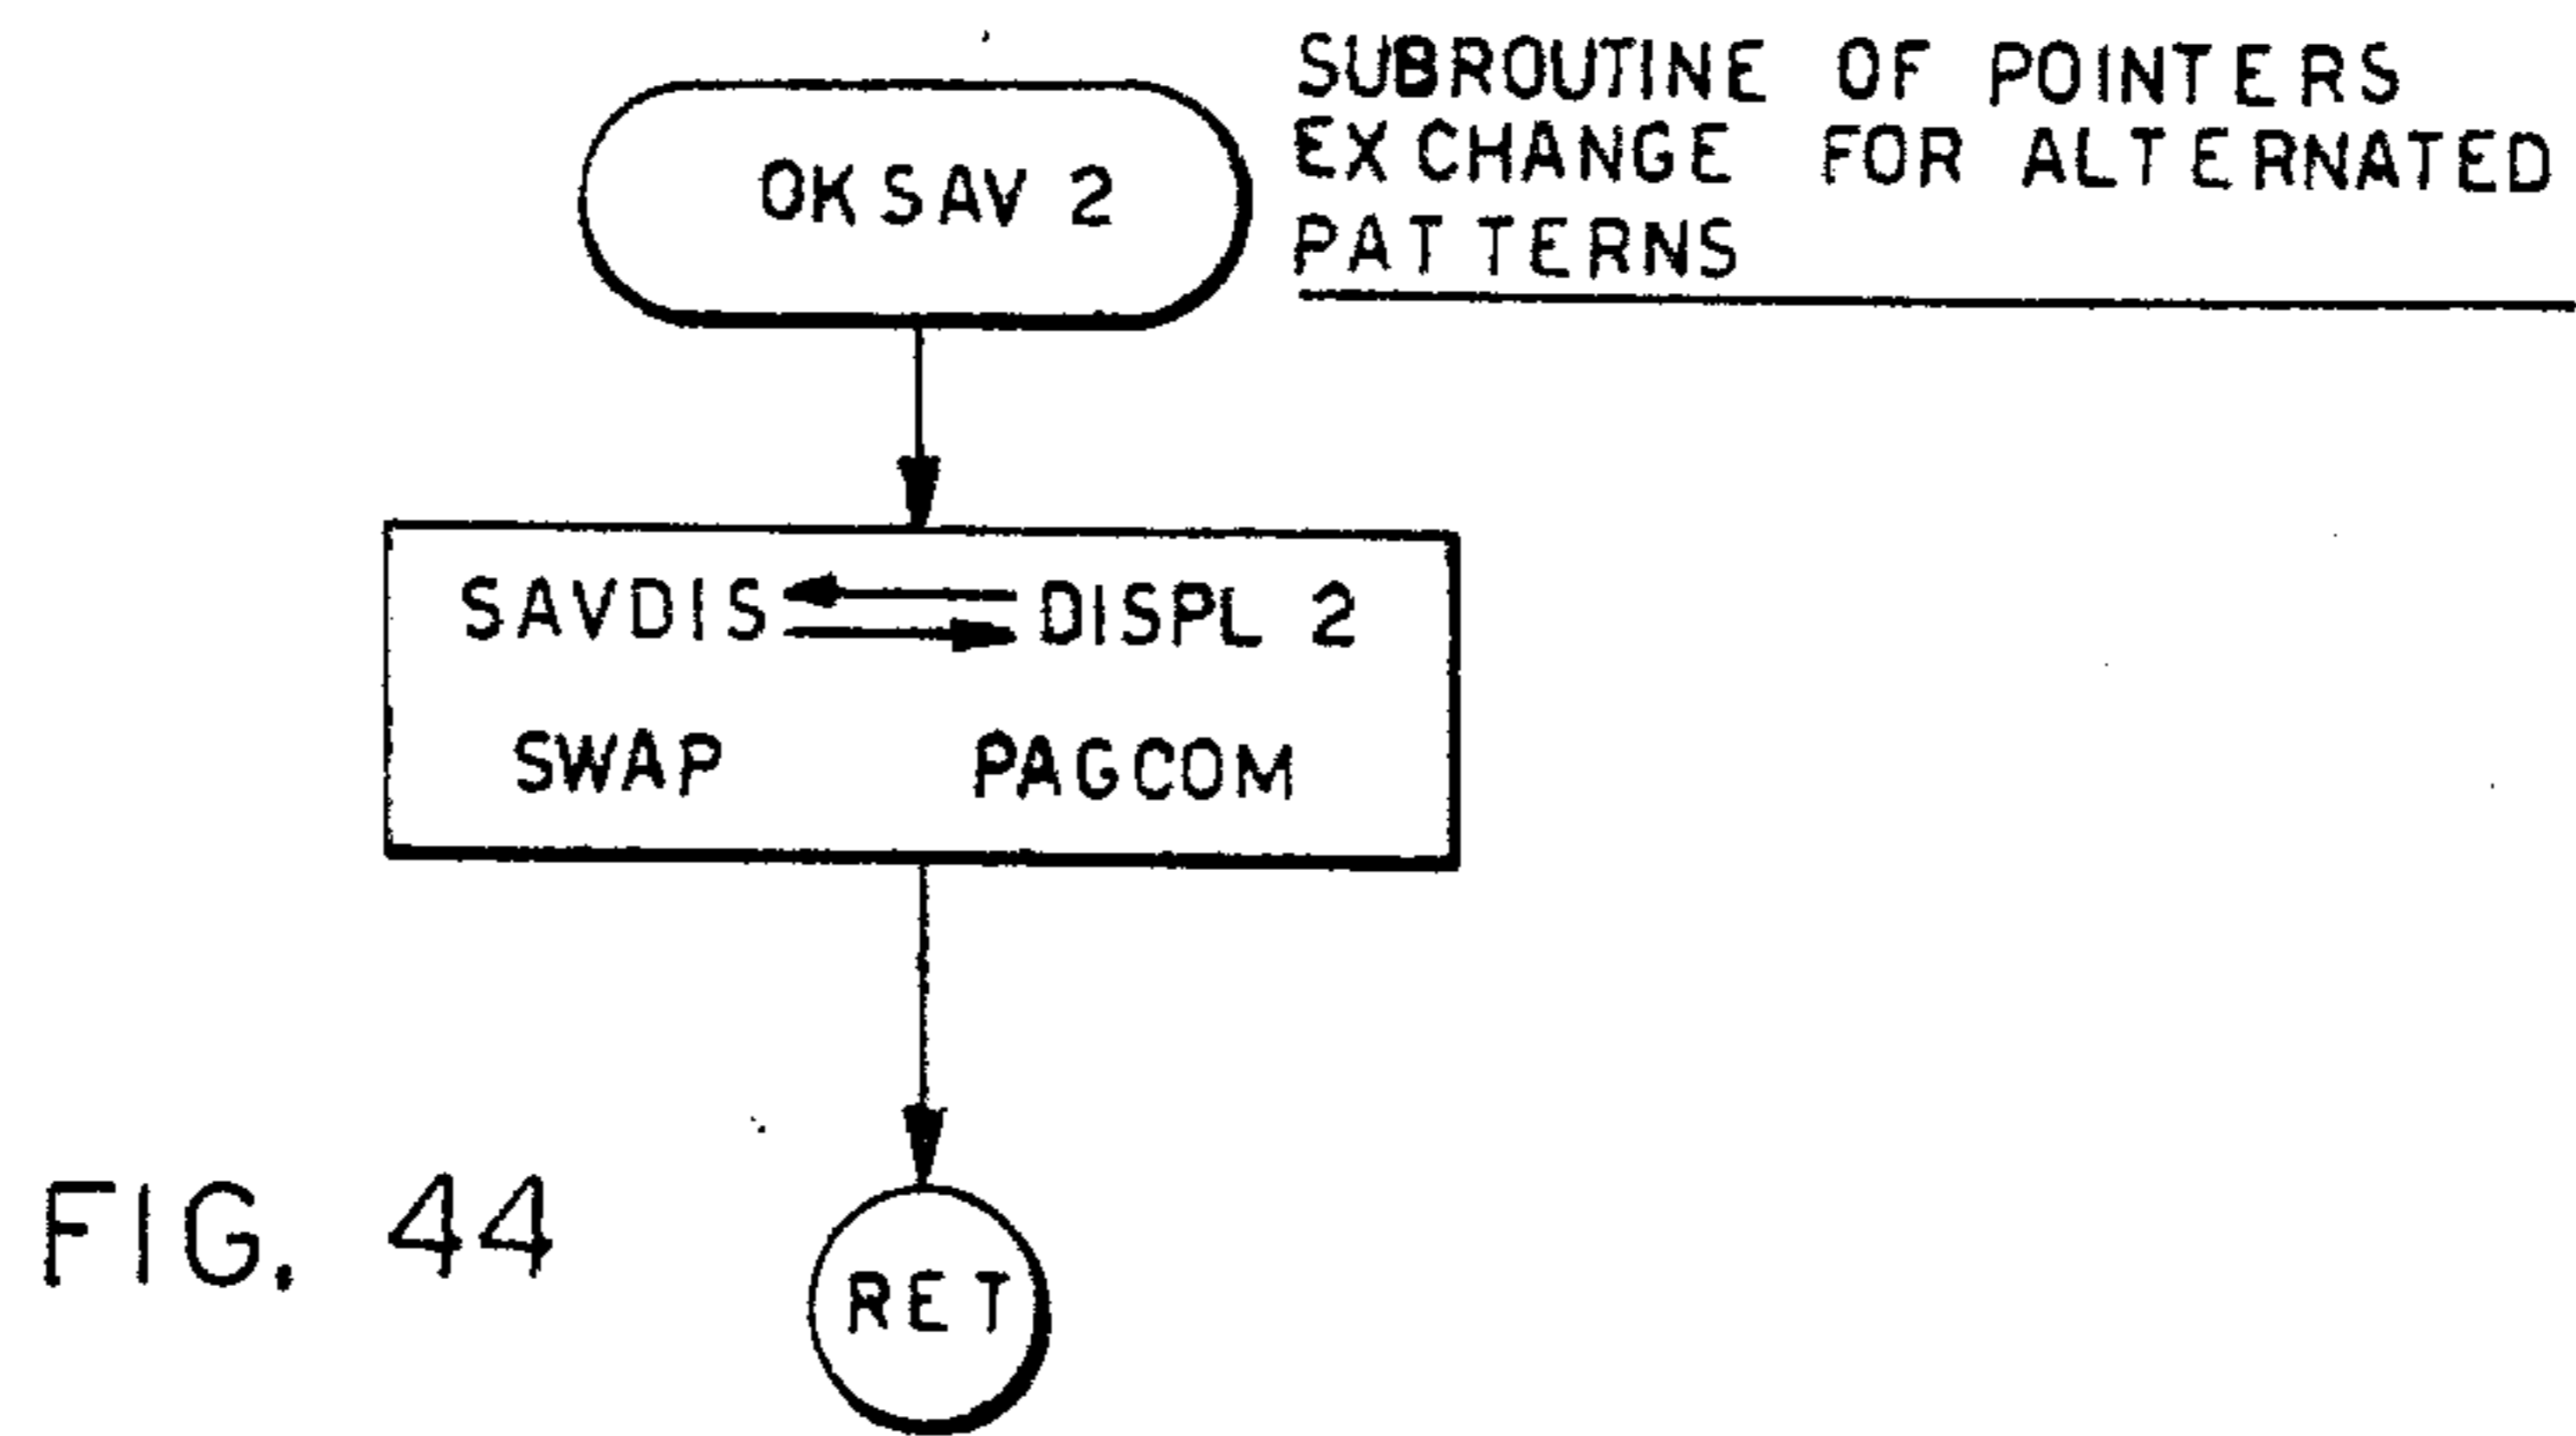 OKSAV 2
SUBROUTINE OF POINTERS
EXCHANGE FOR ALTERNATED
PATTERNS
SAVDIS DISPL 2
SWAP PAGCOM
RET
FIG. 44